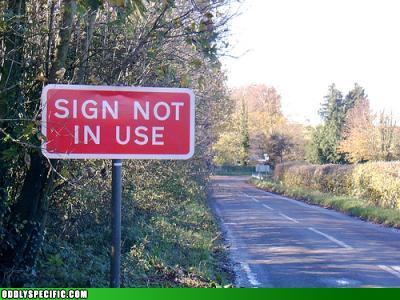 SIGN NOT
IN USE
ODDLYSPECIFIC.COM